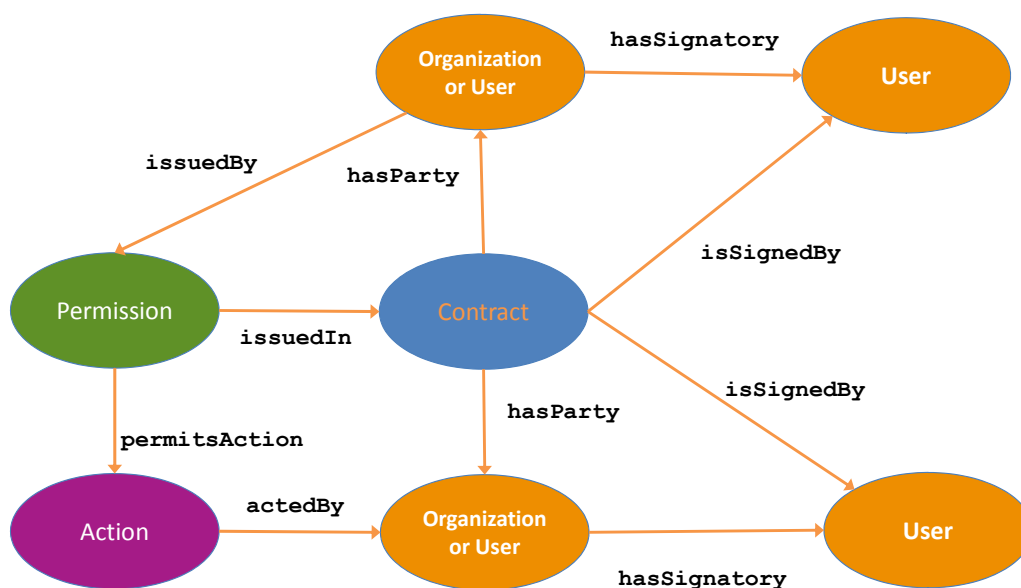 hasSignatory
Organization
or User
User
issuedBy
hasParty
isSignedBy
Permission
Contract
issuedIn
isSignedBy
hasParty
permitsAction
actedBy
Organization
or User
Action
User
hasSignatory